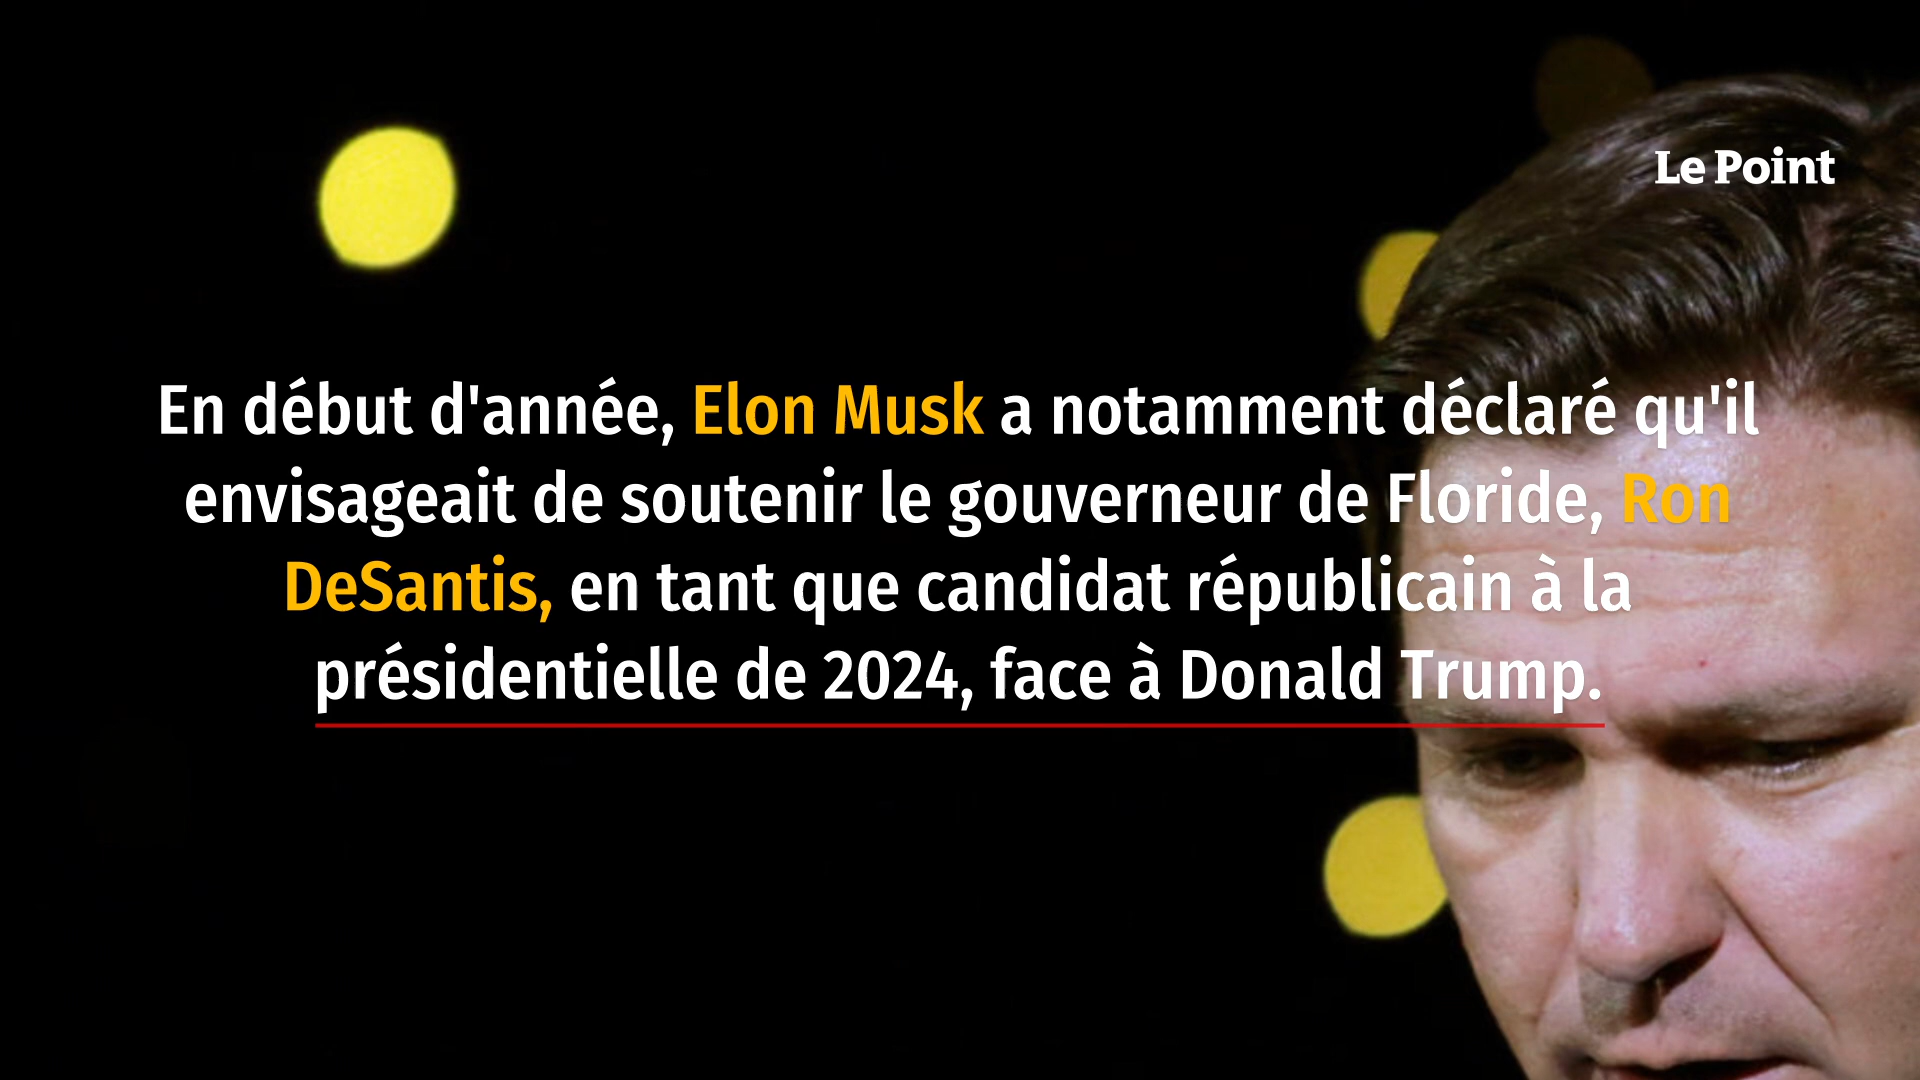 Le Point
En début d'année, Elon Musk a notamment déclaré qu'il
envisageait de soutenir le gouverneur de Floride, Ron
DeSantis, en tant que candidat républicain à la
présidentielle de 2024, face à Donald Trump.